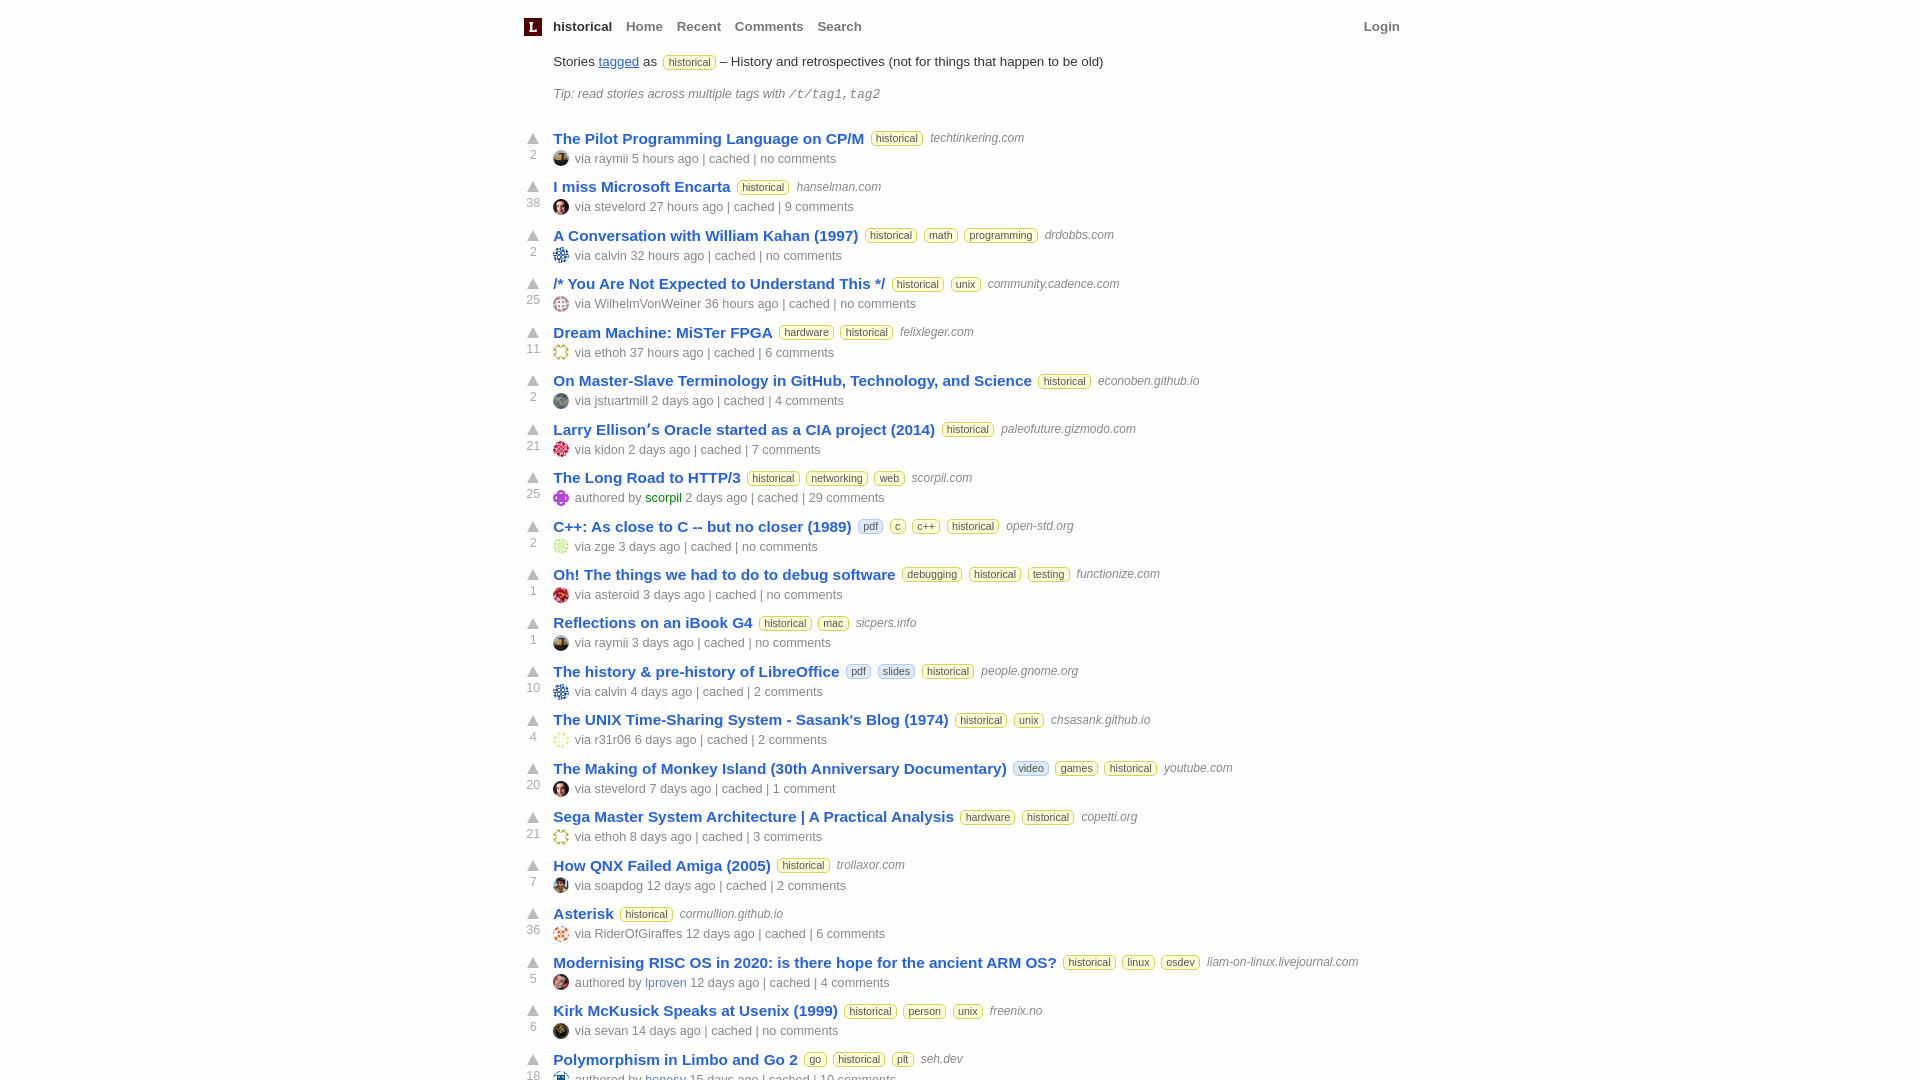 L historical Home Recent Comments Search Login
Stories tagged as historical – History and retrospectives (not for things that happen to be old)
Tip: read stories across multiple tags with /t/tag1,tag2
The Pilot Programming Language on CP/M historical techtinkering.com
2 via raymii 5 hours ago | cached | no comments
I miss Microsoft Encarta historical hanselman.com
38 via stevelord 27 hours ago | cached | 9 comments
A Conversation with William Kahan (1997) historical math programming drdobbs.com
2 via calvin 32 hours ago | cached | no comments
/* You Are Not Expected to Understand This */ historical unix community.cadence.com
25 via WilhelmVonWeiner 36 hours ago | cached | no comments
Dream Machine: MiSTer FPGA hardware historical felixleger.com
11 via ethoh 37 hours ago | cached | 6 comments
On Master-Slave Terminology in GitHub, Technology, and Science historical econoben.github.io
2 via jstuartmill 2 days ago | cached | 4 comments
Larry Ellisonʼs Oracle started as a CIA project (2014) historical paleofuture.gizmodo.com
21 via kidon 2 days ago | cached | 7 comments
The Long Road to HTTP/3 historical networking web scorpil.com
25 authored by scorpil 2 days ago | cached | 29 comments
C++: As close to C -- but no closer (1989) pdf c c++ historical open-std.org
2 via zge 3 days ago | cached | no comments
Oh! The things we had to do to debug software debugging historical testing functionize.com
1 via asteroid 3 days ago | cached | no comments
Reflections on an iBook G4 historical mac sicpers.info
1 via raymii 3 days ago | cached | no comments
The history & pre-history of LibreOffice pdf slides historical people.gnome.org
10 via calvin 4 days ago | cached | 2 comments
The UNIX Time-Sharing System - Sasank's Blog (1974) historical unix chsasank.github.io
4 via r31r06 6 days ago | cached | 2 comments
The Making of Monkey Island (30th Anniversary Documentary) video games historical youtube.com
20 via stevelord 7 days ago | cached | 1 comment
Sega Master System Architecture | A Practical Analysis hardware historical copetti.org
21 via ethoh 8 days ago | cached | 3 comments
How QNX Failed Amiga (2005) historical trollaxor.com
7 via soapdog 12 days ago | cached | 2 comments
Asterisk historical cormullion.github.io
36 via RiderOfGiraffes 12 days ago | cached | 6 comments
Modernising RISC OS in 2020: is there hope for the ancient ARM OS? historical linux osdev liam-on-linux.livejournal.com
5 authored by lproven 12 days ago | cached | 4 comments
Kirk McKusick Speaks at Usenix (1999) historical person unix freenix.no
6 via sevan 14 days ago | cached | no comments
Polymorphism in Limbo and Go 2 go historical plt seh.dev
18 authored by henesy 15 days ago | cached | 10 comments